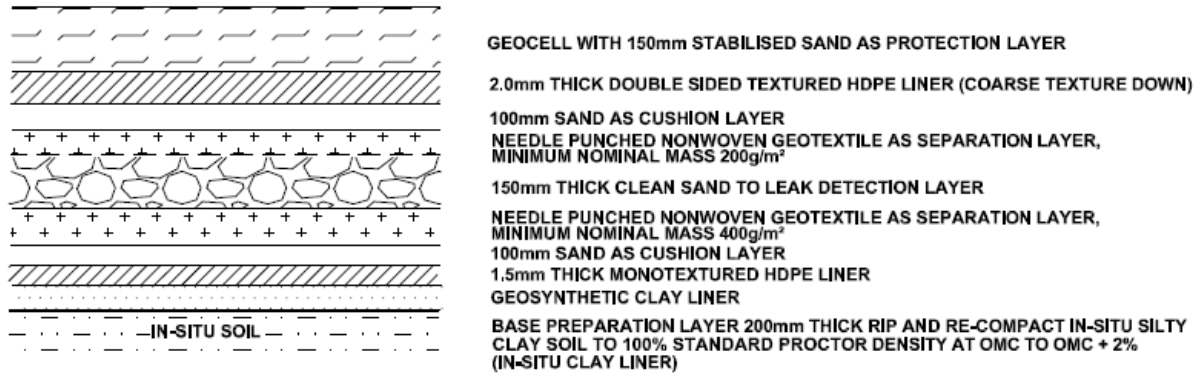 GEOCELL WITH 150mm STABILISED SAND AS PROTECTION LAYER
2.0mm THICK DOUBLE SIDED TEXTURED HDPE LINER (COARSE TEXTURE DOWN)
100mm SAND AS CUSHION LAYER
NEEDLE PUNCHED NONWOVEN GEOTEXTILE AS SEPARATION LAYER,
MINIMUM NOMINAL MASS 200g/m²
150mm THICK CLEAN SAND TO LEAK DETECTION LAYER
NEEDLE PUNCHED NONWOVEN GEOTEXTILE AS SEPARATION LAYER,
MINIMUM NOMINAL MASS 400g/m²
100mm SAND AS CUSHION LAYER
1.5mm THICK MONOTEXTURED HDPE LINER
GEOSYNTHETIC CLAY LINER
IN-SITU SOIL
BASE PREPARATION LAYER 200mm THICK RIP AND RE-COMPACT IN-SITU SILTY
CLAY SOIL TO 100% STANDARD PROCTOR DENSITY AT OMC TO OMC + 2%
(IN-SITU CLAY LINER)